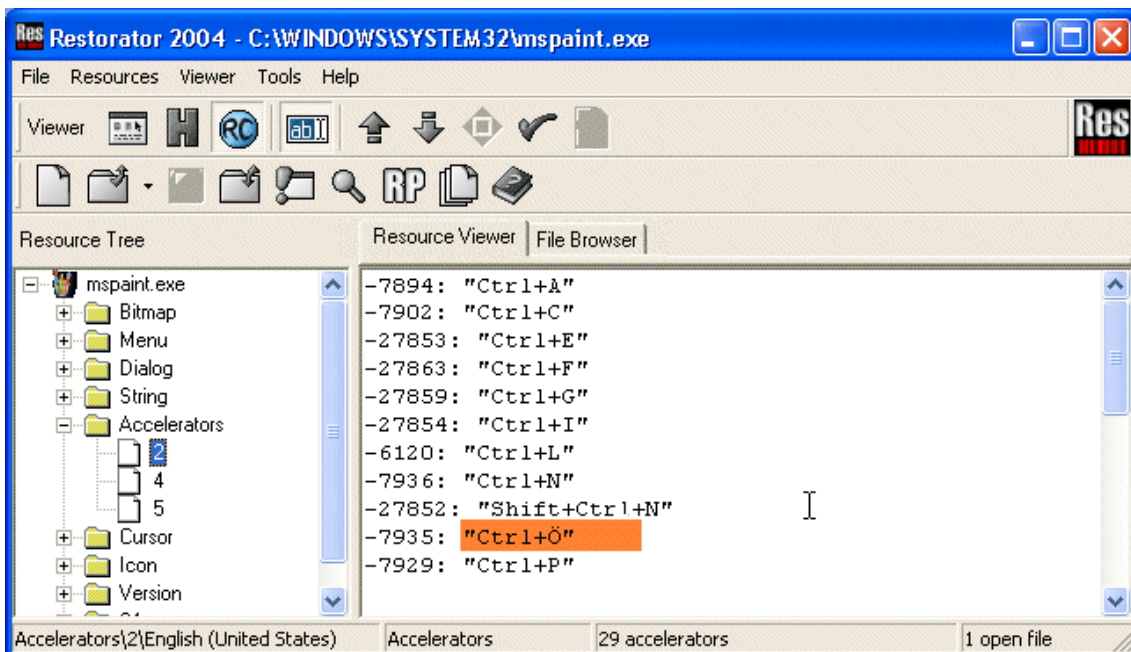 Res Restorator 2004 - C:\WINDOWS\SYSTEM32\mspaint.exe
File Resources Viewer Tools Help
Viewer RC ab Res
RP
Resource Tree
Resource Viewer File Browser
mspaint.exe
Bitmap
Menu
Dialog
String
Accelerators
2
4
5
Cursor
Icon
Version
-7894: "Ctrl+A"
-7902: "Ctrl+C"
-27853: "Ctrl+E"
-27863: "Ctrl+F"
-27859: "Ctrl+G"
-27854: "Ctrl+I"
-6120: "Ctrl+L"
-7936: "Ctrl+N"
-27852: "Shift+Ctrl+N"
-7935: "Ctrl+Ö"
-7929: "Ctrl+P"
Accelerators\2\English (United States) Accelerators 29 accelerators 1 open file